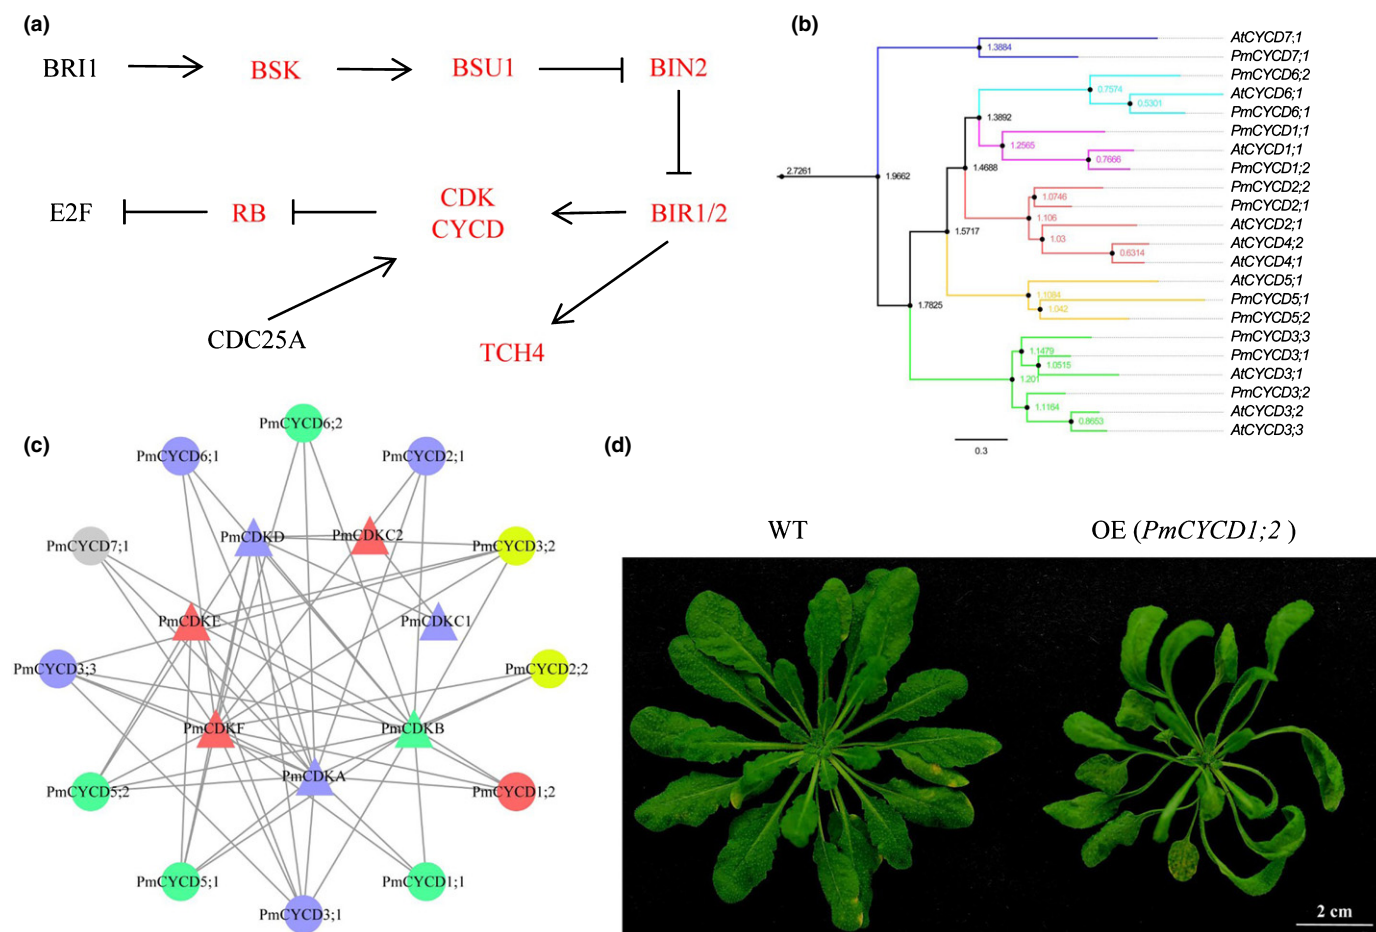 (a)
BRI1
BSK
BSU1
BIN2
E2F
RB
CDK
CYCD
BIR1/2
CDC25A
TCH4
(b)
AtCYCD7;1
PmCYCD7;1
PmCYCD6;2
AtCYCD6;1
PmCYCD6;1
PmCYCD1;1
AtCYCD1;1
PmCYCD1;2
PmCYCD2;2
PmCYCD2;1
AtCYCD2;1
AtCYCD4;2
AtCYCD4;1
AtCYCD5;1
PmCYCD5;1
PmCYCD5;2
PmCYCD3;3
PmCYCD3;1
AtCYCD3;1
PmCYCD3;2
AtCYCD3;2
AtCYCD3;3
1.3884
0.7574
0.5301
1.3892
1.2565
0.7666
2.7261
1.9662
1.4688
1.0746
1.106
1.03
0.6314
1.5717
1.1084
1.042
1.7825
1.1479
1.0515
1.201
1.1164
0.8653
0.3
(c)
PmCYCD6;2
PmCYCD6;1
PmCYCD2;1
PmCDKD
PmCDKC2
PmCYCD7;1
PmCYCD3;2
PmCDKE
PmCDKC1
PmCYCD3;3
PmCYCD2;2
PmCDKF
PmCDKB
PmCDKA
PmCYCD5;2
PmCYCD1;2
PmCYCD5;1
PmCYCD1;1
PmCYCD3;1
(d)
WT
OE (PmCYCD1;2 )
2 cm